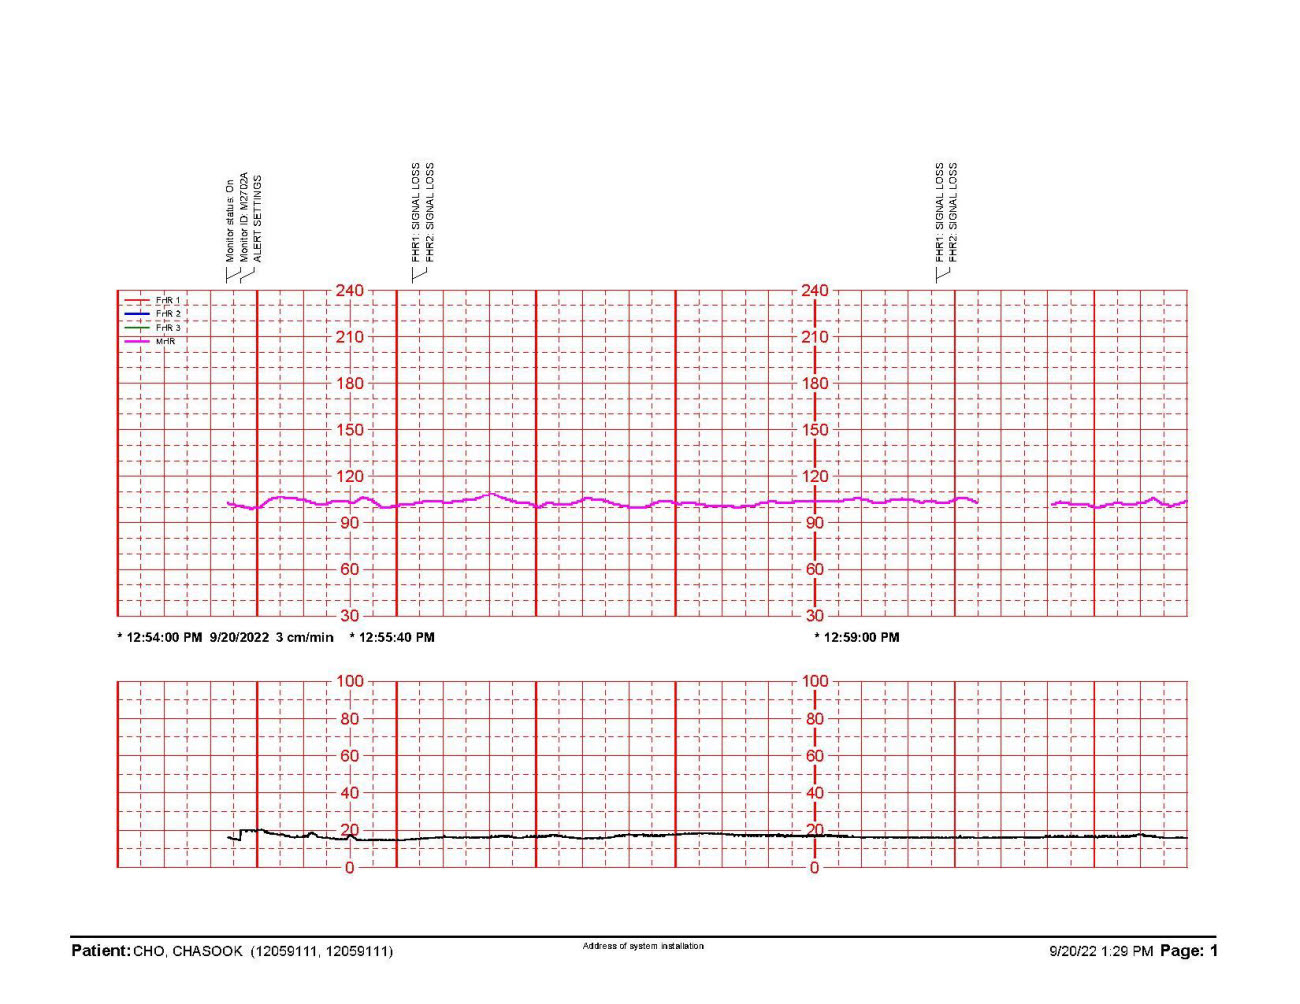 Monitor status: On
Monitor ID: M2702A
ALERT SETTINGS
FHR1: SIGNAL LOSS
FHR2: SIGNAL LOSS
FHR1: SIGNAL LOSS
FHR2: SIGNAL LOSS
FHR 1
FHR 2
FHR 3
MHR
240 240
210 210
180 180
150 150
120 120
90 90
60 60
30 30
* 12:54:00 PM 9/20/2022 3 cm/min * 12:55:40 PM * 12:59:00 PM
100 100
80 80
60 60
40 40
20 20
0 0
Patient: CHO, CHASOOK (12059111, 12059111) Address of system installation 9/20/22 1:29 PM Page: 1